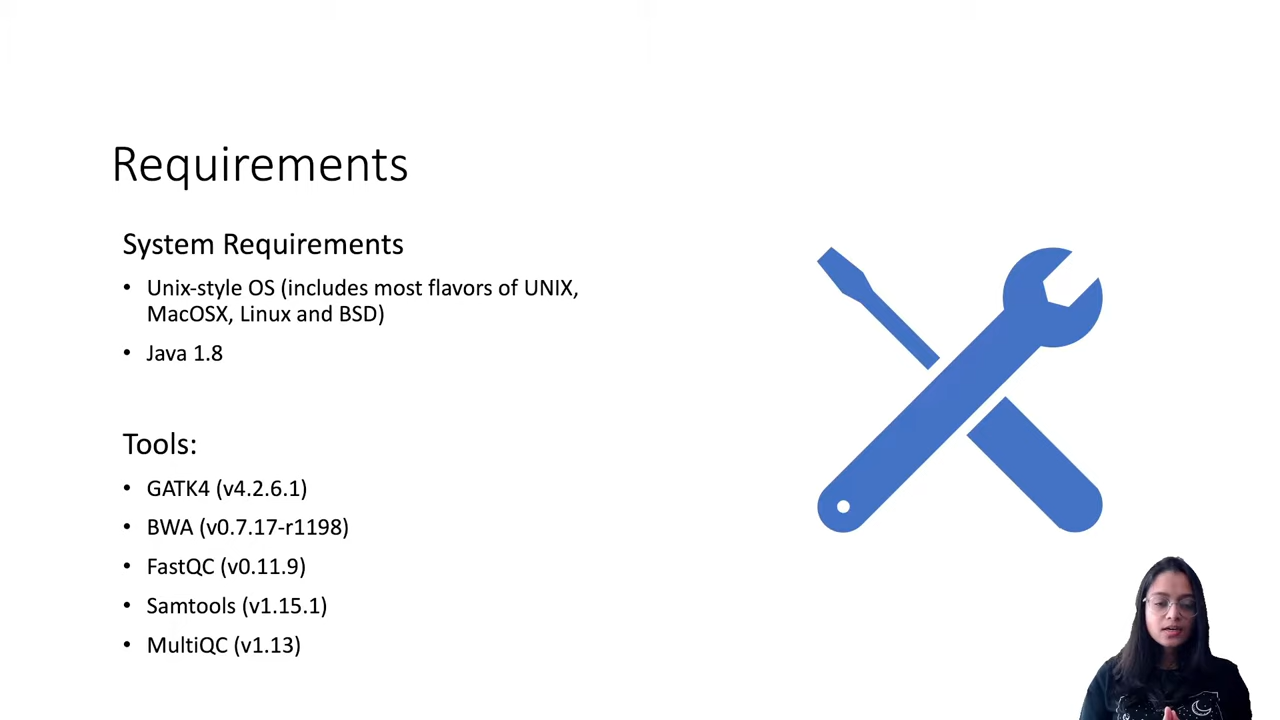 Requirements
System Requirements
• Unix-style OS (includes most flavors of UNIX,
MacOSX, Linux and BSD)
• Java 1.8
Tools:
• GATK4 (v4.2.6.1)
• BWA (v0.7.17-r1198)
• FastQC (v0.11.9)
• Samtools (v1.15.1)
• MultiQC (v1.13)